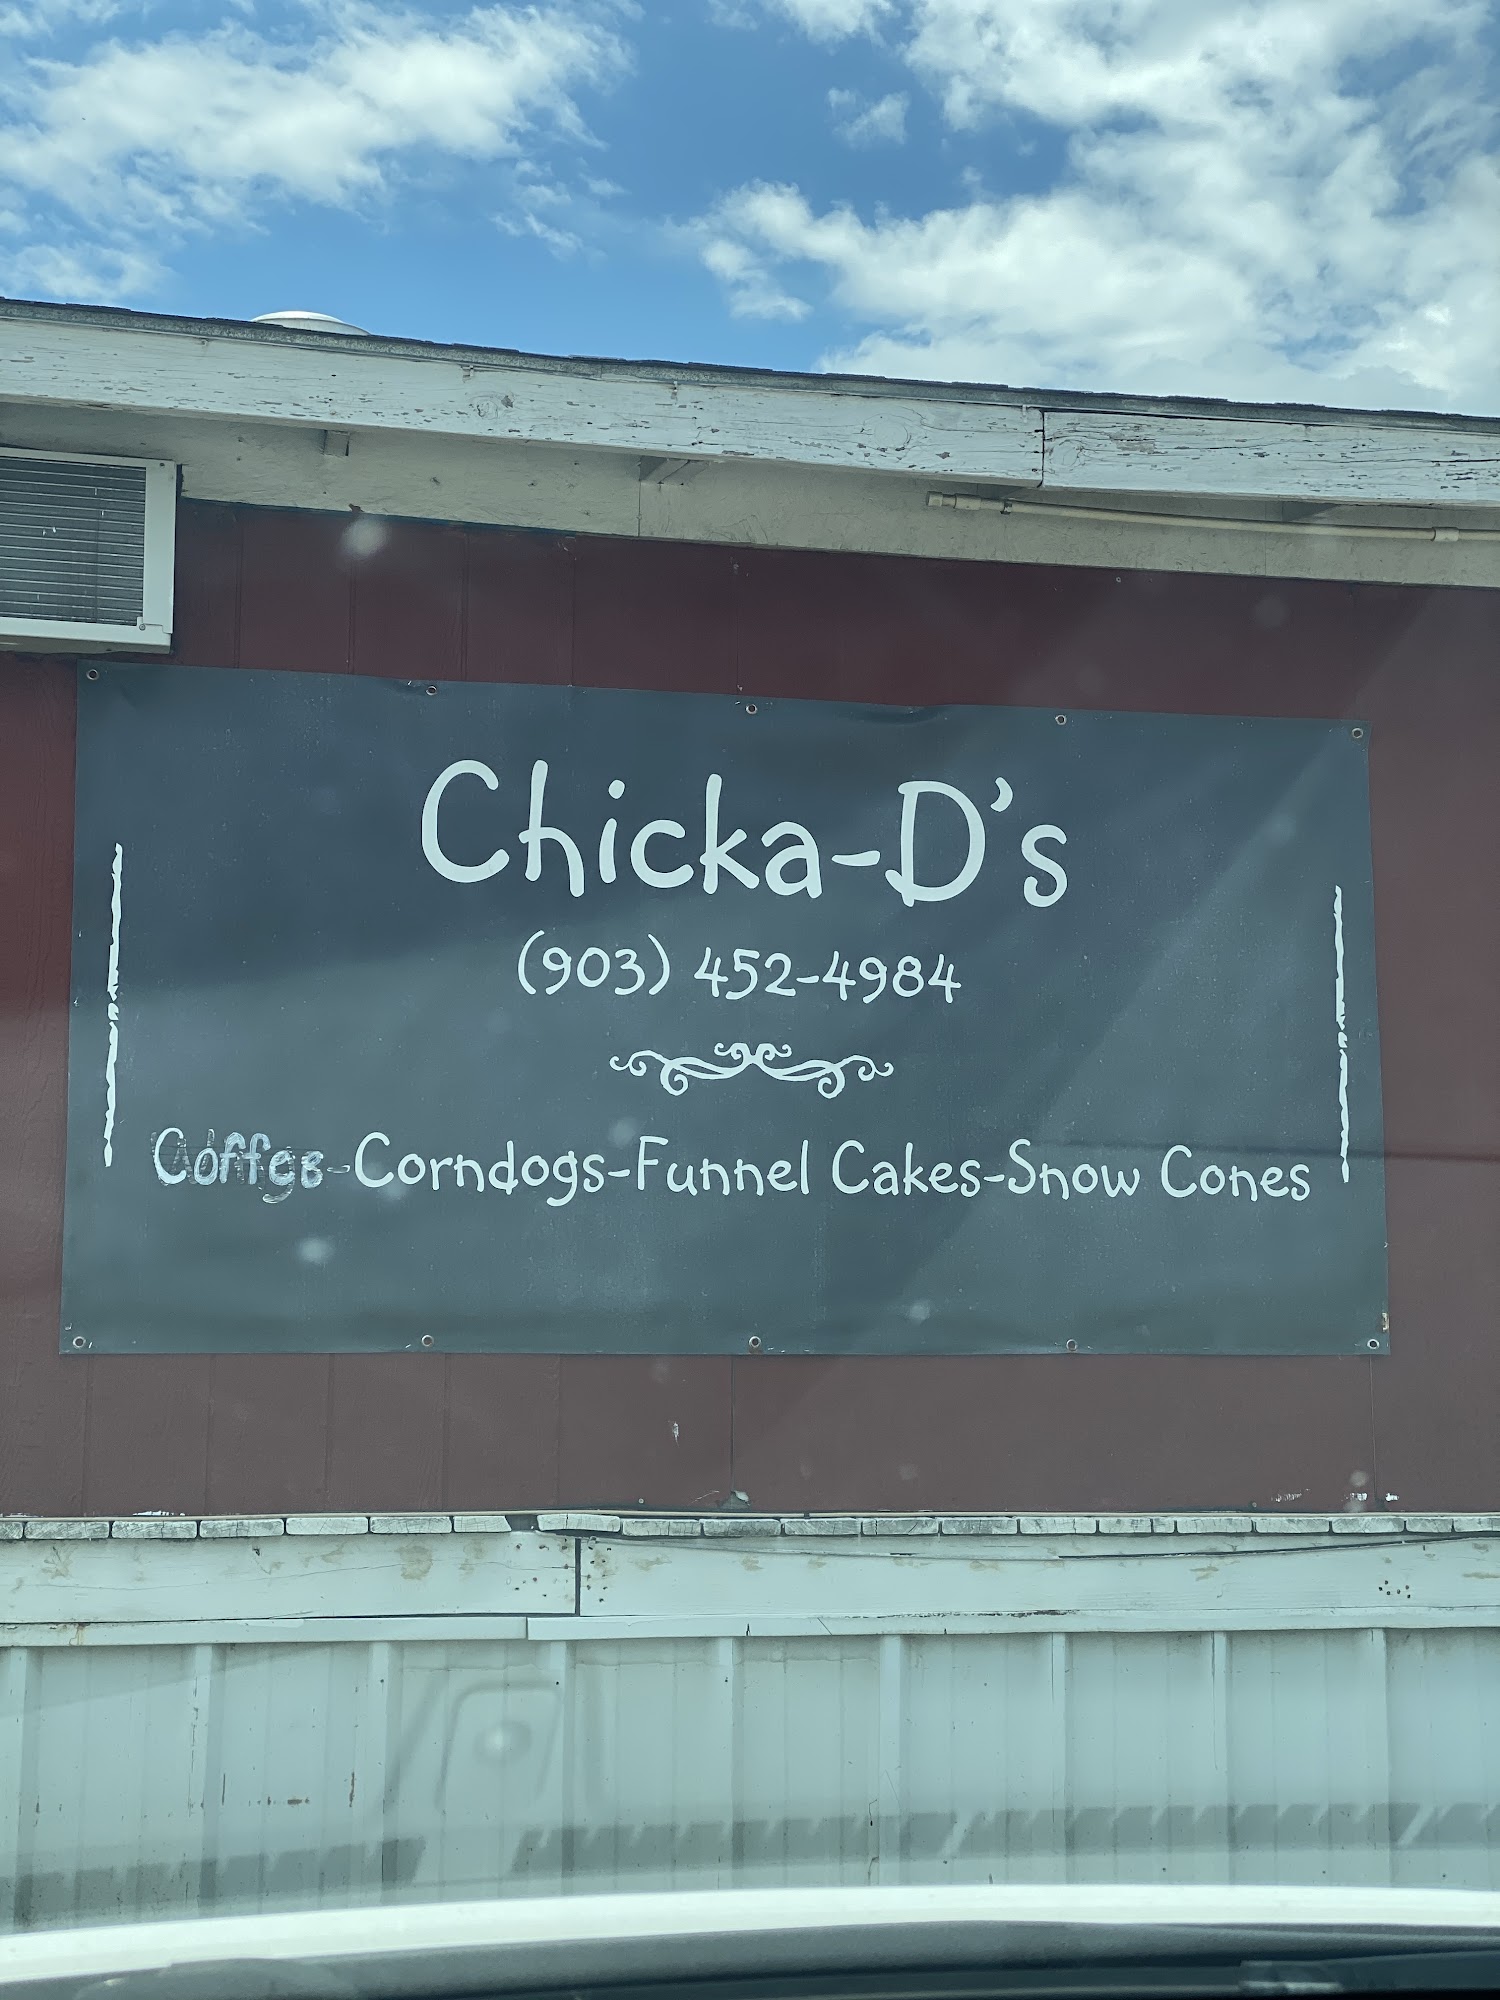 Chicka-D's
(903) 452-4984
Coffee-Corndogs-Funnel Cakes-Snow Cones